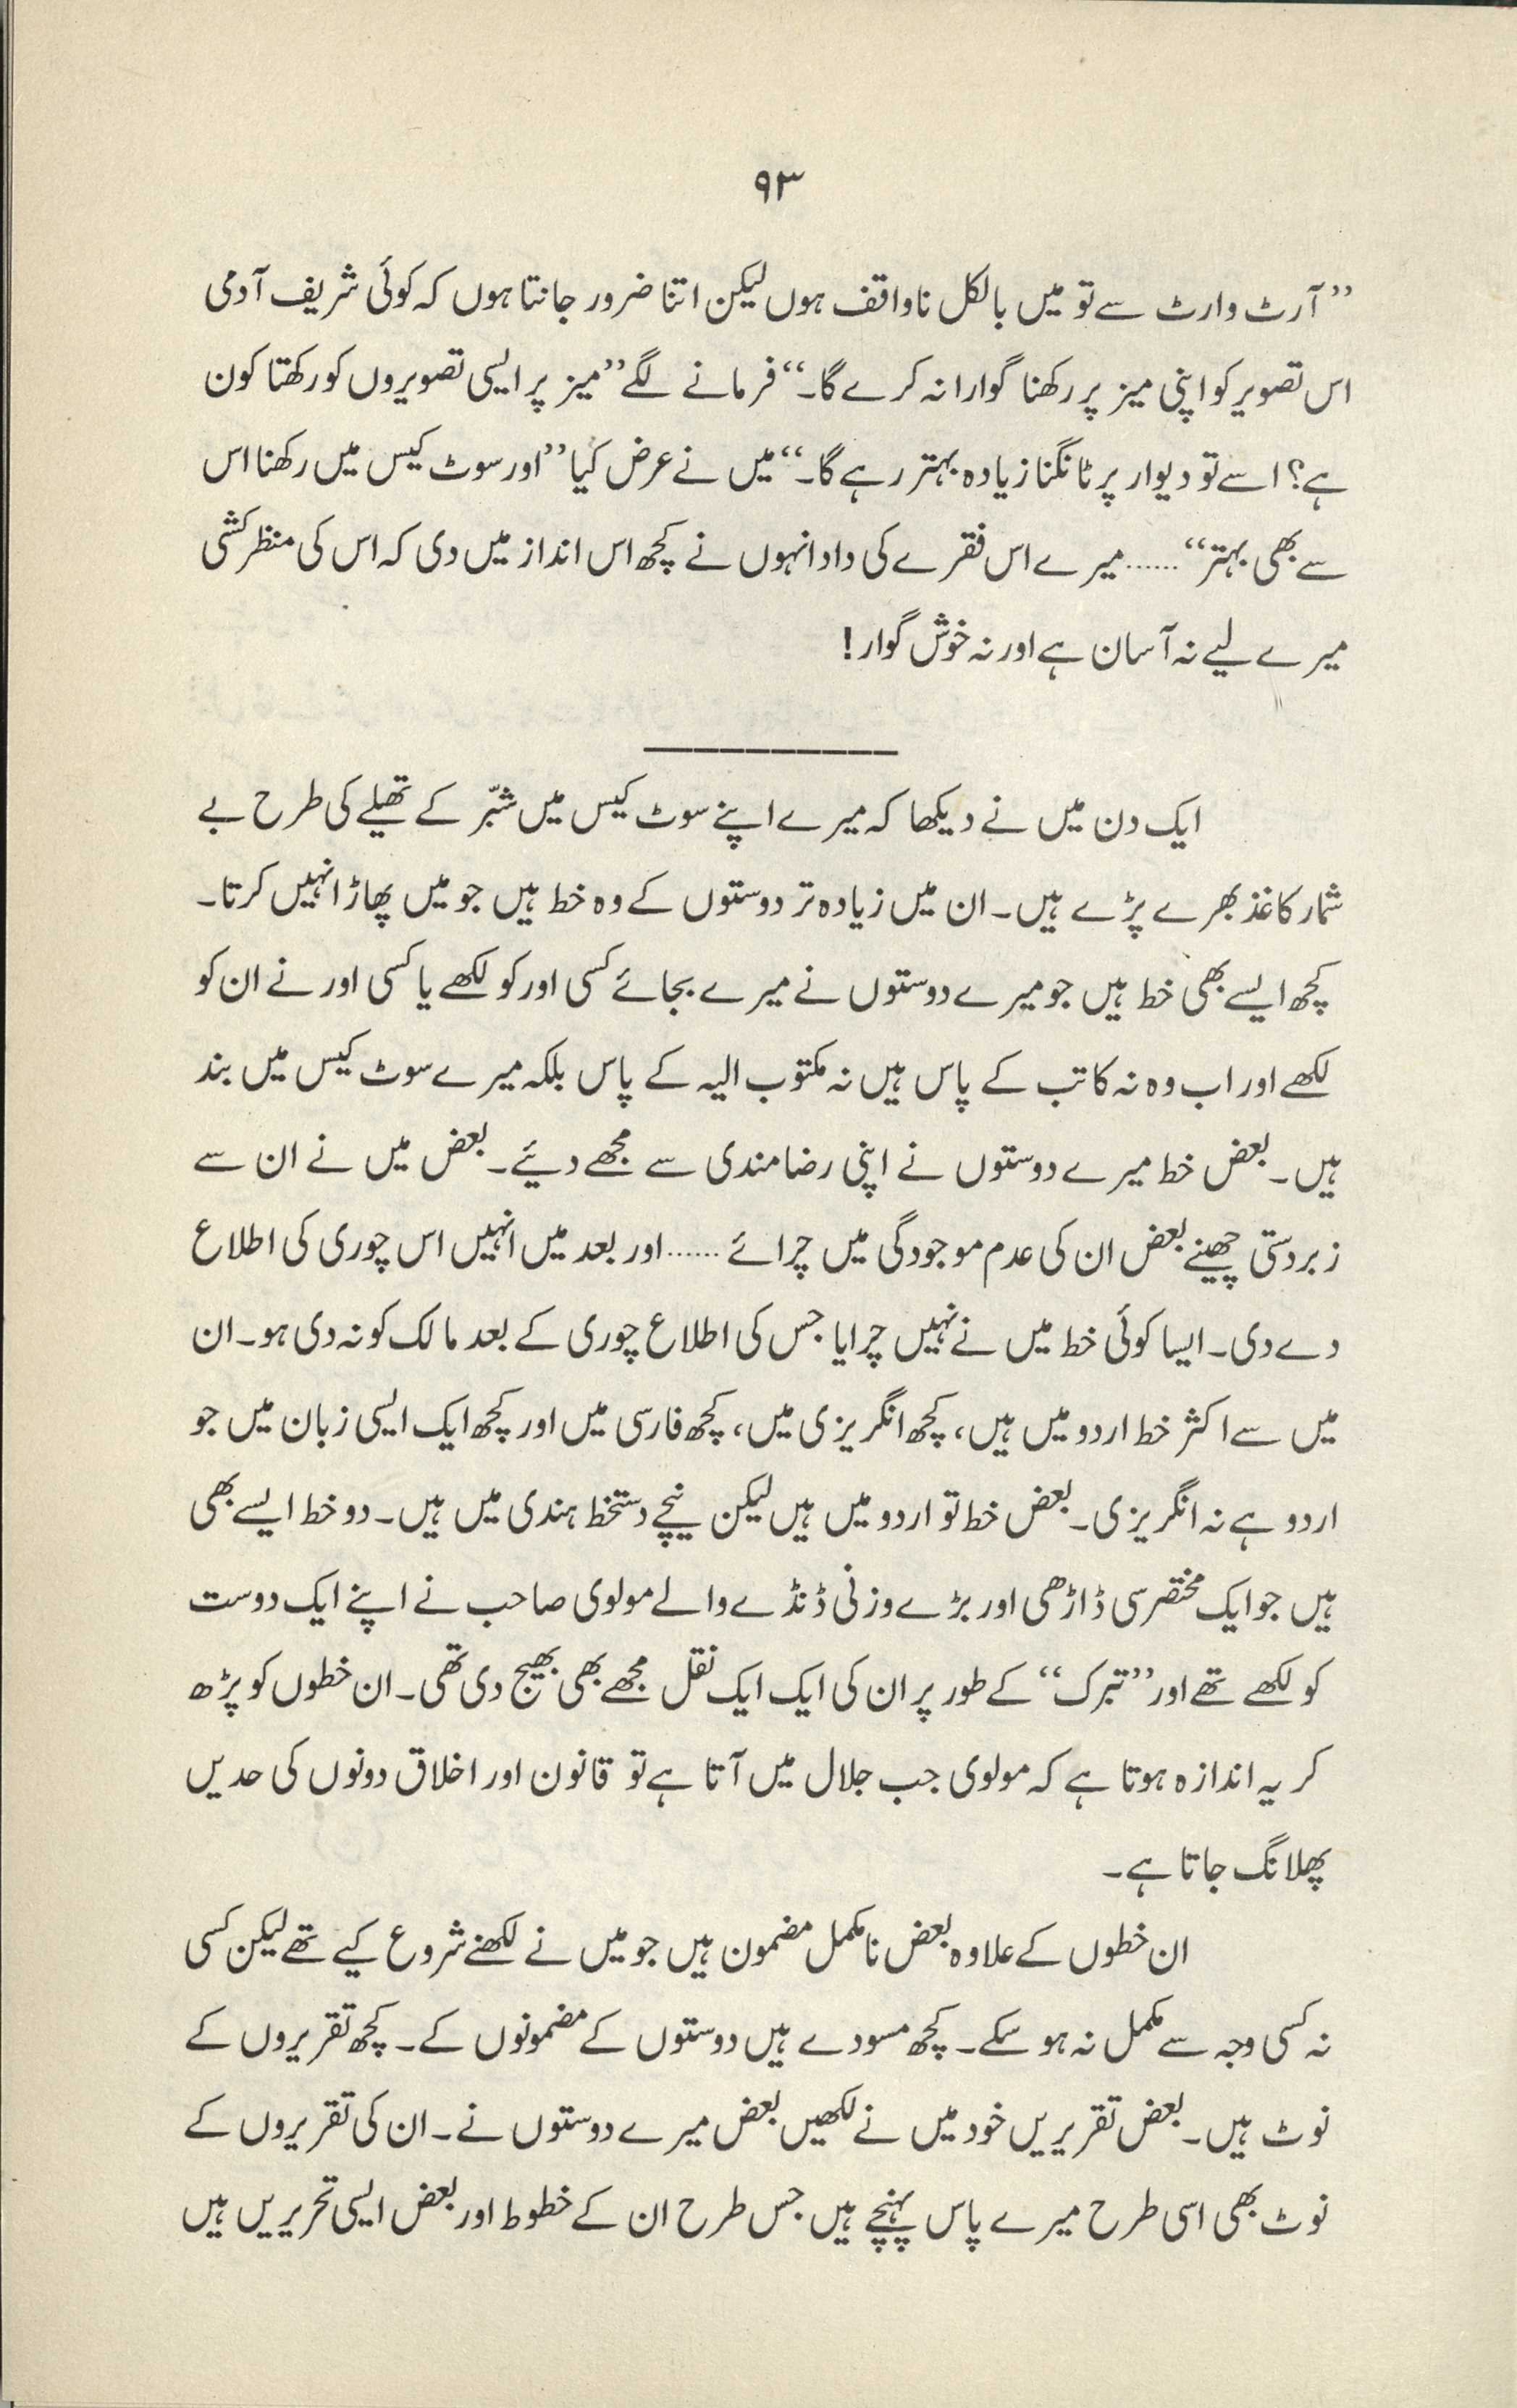 ۹۳
”آرٹ وارٹ سے تو میں بالکل ناواقف ہوں لیکن اتنا ضرور جانتا ہوں کہ کوئی شریف آدمی
اس تصویر کو اپنی میز پر رکھنا گوارا نہ کرے گا۔“ فرمانے لگے ”میز پر ایسی تصویروں کو رکھتا کون
ہے؟ اسے تو دیوار پر ٹانگنا زیادہ بہتر رہے گا۔“ میں نے عرض کیا ”اور سوٹ کیس میں رکھنا اس
سے بھی بہتر“ ...... میرے اس فقرے کی داد انہوں نے کچھ اس انداز میں دی کہ اس کی منظر کشی
میرے لیے نہ آسان ہے اور نہ خوش گوار!
ایک دن میں نے دیکھا کہ میرے اپنے سوٹ کیس میں شبّر کے تھیلے کی طرح بے
شمار کاغذ بھرے پڑے ہیں۔ ان میں زیادہ تر دوستوں کے وہ خط ہیں جو میں پھاڑا نہیں کرتا۔
کچھ ایسے بھی خط ہیں جو میرے دوستوں نے میرے بجائے کسی اور کو لکھے یا کسی اور نے ان کو
لکھے اور اب وہ نہ کاتب کے پاس ہیں نہ مکتوب الیہ کے پاس بلکہ میرے سوٹ کیس میں بند
ہیں۔ بعض خط میرے دوستوں نے اپنی رضامندی سے مجھے دیئے۔ بعض میں نے ان سے
زبردستی چھینے بعض ان کی عدم موجودگی میں چرائے ...... اور بعد میں انہیں اس چوری کی اطلاع
دے دی۔ ایسا کوئی خط میں نے نہیں چرایا جس کی اطلاع چوری کے بعد مالک کو نہ دی ہو۔ ان
میں سے اکثر خط اردو میں ہیں، کچھ انگریزی میں، کچھ فارسی میں اور کچھ ایک ایسی زبان میں جو
اردو ہے نہ انگریزی۔ بعض خط تو اردو میں ہیں لیکن نیچے دستخط ہندی میں ہیں۔ دو خط ایسے بھی
ہیں جو ایک مختصر سی ڈاڑھی اور بڑے وزنی ڈنڈے والے مولوی صاحب نے اپنے ایک دوست
کو لکھے تھے اور ”تبرک“ کے طور پر ان کی ایک ایک نقل مجھے بھی بھیج دی تھی۔ ان خطوں کو پڑھ
کر یہ اندازہ ہوتا ہے کہ مولوی جب جلال میں آتا ہے تو قانون اور اخلاق دونوں کی حدیں
پھلانگ جاتا ہے۔
ان خطوں کے علاوہ بعض نامکمل مضمون ہیں جو میں نے لکھنے شروع کیے تھے لیکن کسی
نہ کسی وجہ سے مکمل نہ ہو سکے۔ کچھ مسودے ہیں دوستوں کے مضمونوں کے۔ کچھ تقریروں کے
نوٹ ہیں۔ بعض تقریریں خود میں نے لکھیں بعض میرے دوستوں نے۔ ان کی تقریروں کے
نوٹ بھی اسی طرح میرے پاس پہنچے ہیں جس طرح ان کے خطوط اور بعض ایسی تحریریں ہیں